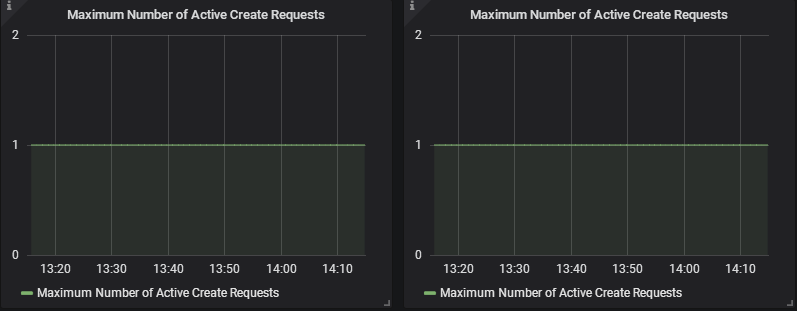 Maximum Number of Active Create Requests
2
1
0
13:20 13:30 13:40 13:50 14:00 14:10
Maximum Number of Active Create Requests
Maximum Number of Active Create Requests
2
1
0
13:20 13:30 13:40 13:50 14:00 14:10
Maximum Number of Active Create Requests